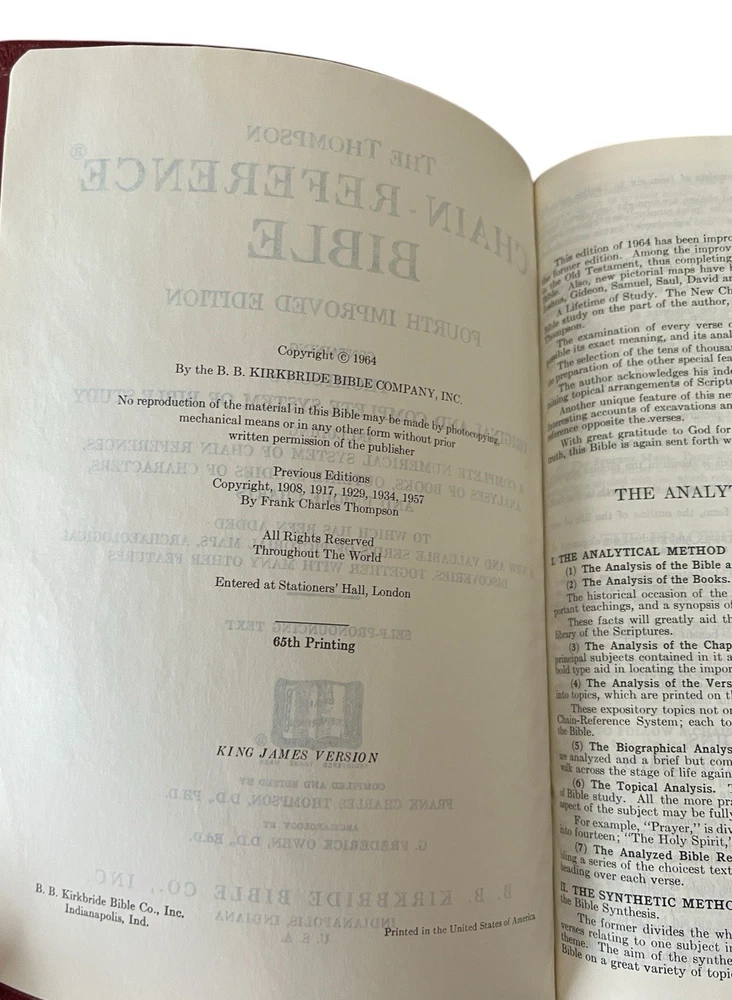 Copyright © 1964
By the B. B. KIRKBRIDE BIBLE COMPANY, INC.
No reproduction of the material in this Bible may be made by photocopying,
mechanical means or in any other form without prior
written permission of the publisher
Previous Editions
Copyright, 1908, 1917, 1929, 1934, 1957
By Frank Charles Thompson
All Rights Reserved
Throughout The World
Entered at Stationers' Hall, London
65th Printing
KING JAMES VERSION
B. B. Kirkbride Bible Co., Inc.
Indianapolis, Ind.
Printed in the United States of America
This edition of 1964 has been impro
the former edition. Among the improv
the Old Testament, thus completing
Bible. Also, new pictorial maps have b
Gideon, Samuel, Saul, David an
A Lifetime of Study. The New Ch
Bible study on the part of the author,
Thompson.
The examination of every verse o
its exact meaning, and its anal
The selection of the tens of thousa
preparation of the other special fea
The author acknowledges his inde
topical arrangements of Scriptu
Another unique feature of this ne
interesting accounts of excavations an
reference opposite the verses.
With great gratitude to God for
truth, this Bible is again sent forth w
THE ANALYT
I. THE ANALYTICAL METHOD
(1) The Analysis of the Bible a
(2) The Analysis of the Books.
The historical occasion of the
portant teachings, and a synopsis of
These facts will greatly aid th
library of the Scriptures.
(3) The Analysis of the Chap
principal subjects contained in it a
bold type aid in locating the impor
(4) The Analysis of the Vers
into topics, which are printed on th
These expository topics not on
Chain-Reference System; each to
the Bible.
(5) The Biographical Analys
are analyzed and a brief but com
walk across the stage of life again
(6) The Topical Analysis. T
of Bible study. All the more pra
aspect of the subject may be fully
For example, "Prayer," is div
into fourteen; "The Holy Spirit,"
(7) The Analyzed Bible Re
a series of the choicest text
heading over each verse.
II. THE SYNTHETIC METHO
the Bible Synthesis.
The former divides the wh
verses relating to one subject in
theme. The aim of the synthe
Bible on a great variety of topi